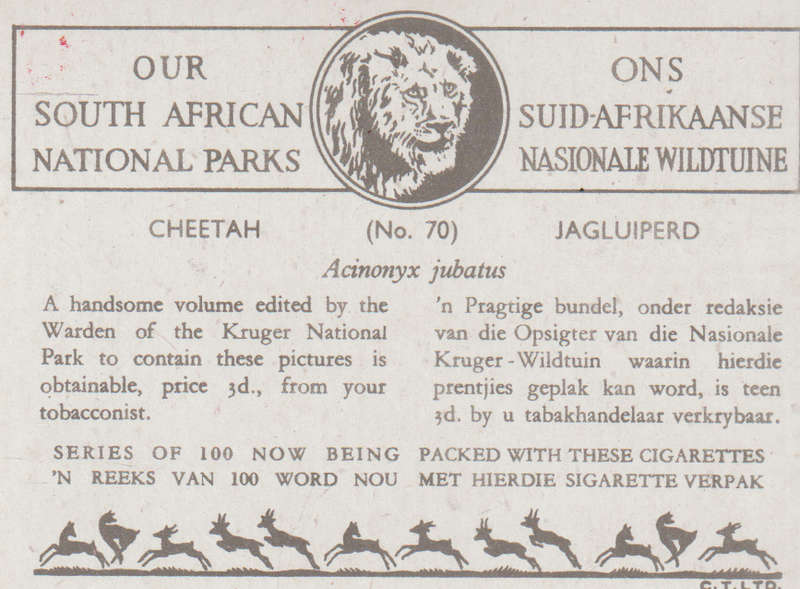 OUR
SOUTH AFRICAN
NATIONAL PARKS
ONS
SUID-AFRIKAANSE
NASIONALE WILDTUINE
CHEETAH (No. 70) JAGLUIPERD
Acinonyx jubatus
A handsome volume edited by the
Warden of the Kruger National
Park to contain these pictures is
obtainable, price 3d., from your
tobacconist.
'n Pragtige bundel, onder redaksie
van die Opsigter van die Nasionale
Kruger-Wildtuin waarin hierdie
prentjies geplak kan word, is teen
3d. by u tabakhandelaar verkrybaar.
SERIES OF 100 NOW BEING PACKED WITH THESE CIGARETTES
'N REEKS VAN 100 WORD NOU MET HIERDIE SIGARETTE VERPAK
C.T.LTD.